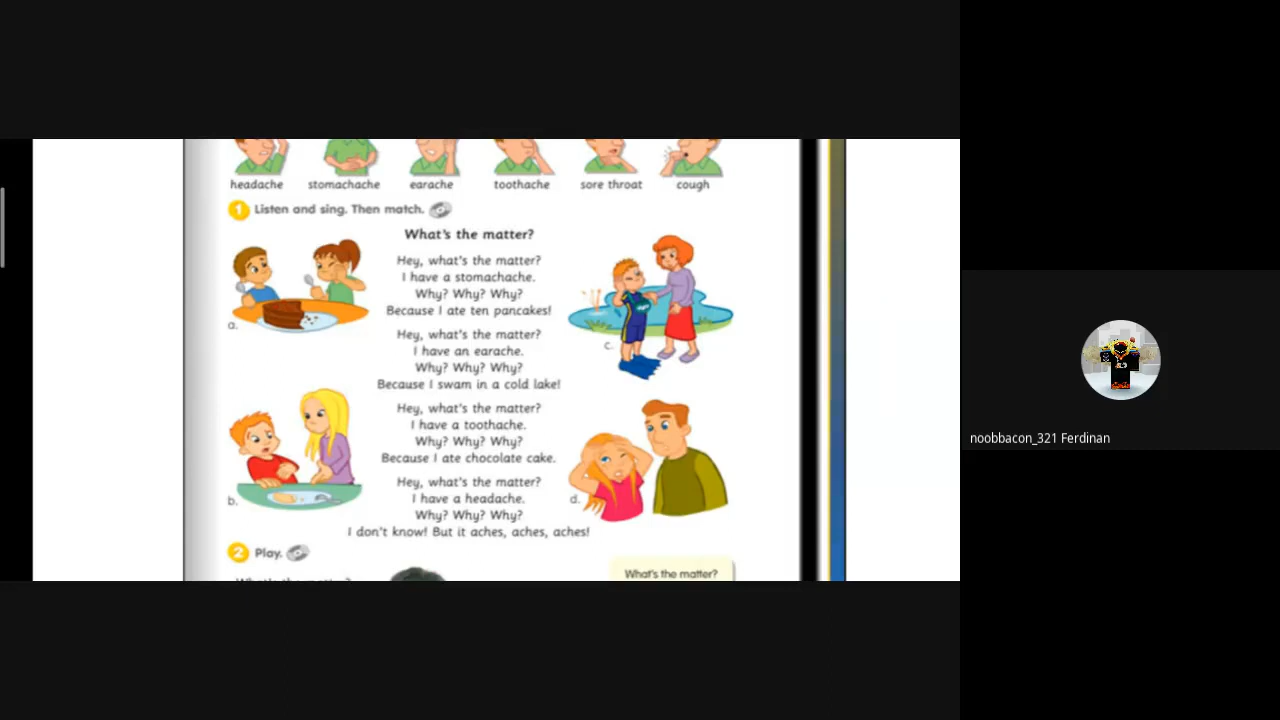 headache stomachache earache toothache sore throat cough
1 Listen and sing. Then match.
What's the matter?
Hey, what's the matter?
I have a stomachache.
Why? Why? Why?
Because I ate ten pancakes!
a.
Hey, what's the matter?
I have an earache.
Why? Why? Why?
Because I swam in a cold lake!
c.
Hey, what's the matter?
I have a toothache.
Why? Why? Why?
Because I ate chocolate cake.
b.
Hey, what's the matter?
I have a headache.
Why? Why? Why?
I don't know! But it aches, aches, aches!
d.
2 Play.
What's the matter?
What's the matter?
noobbacon_321 Ferdinan